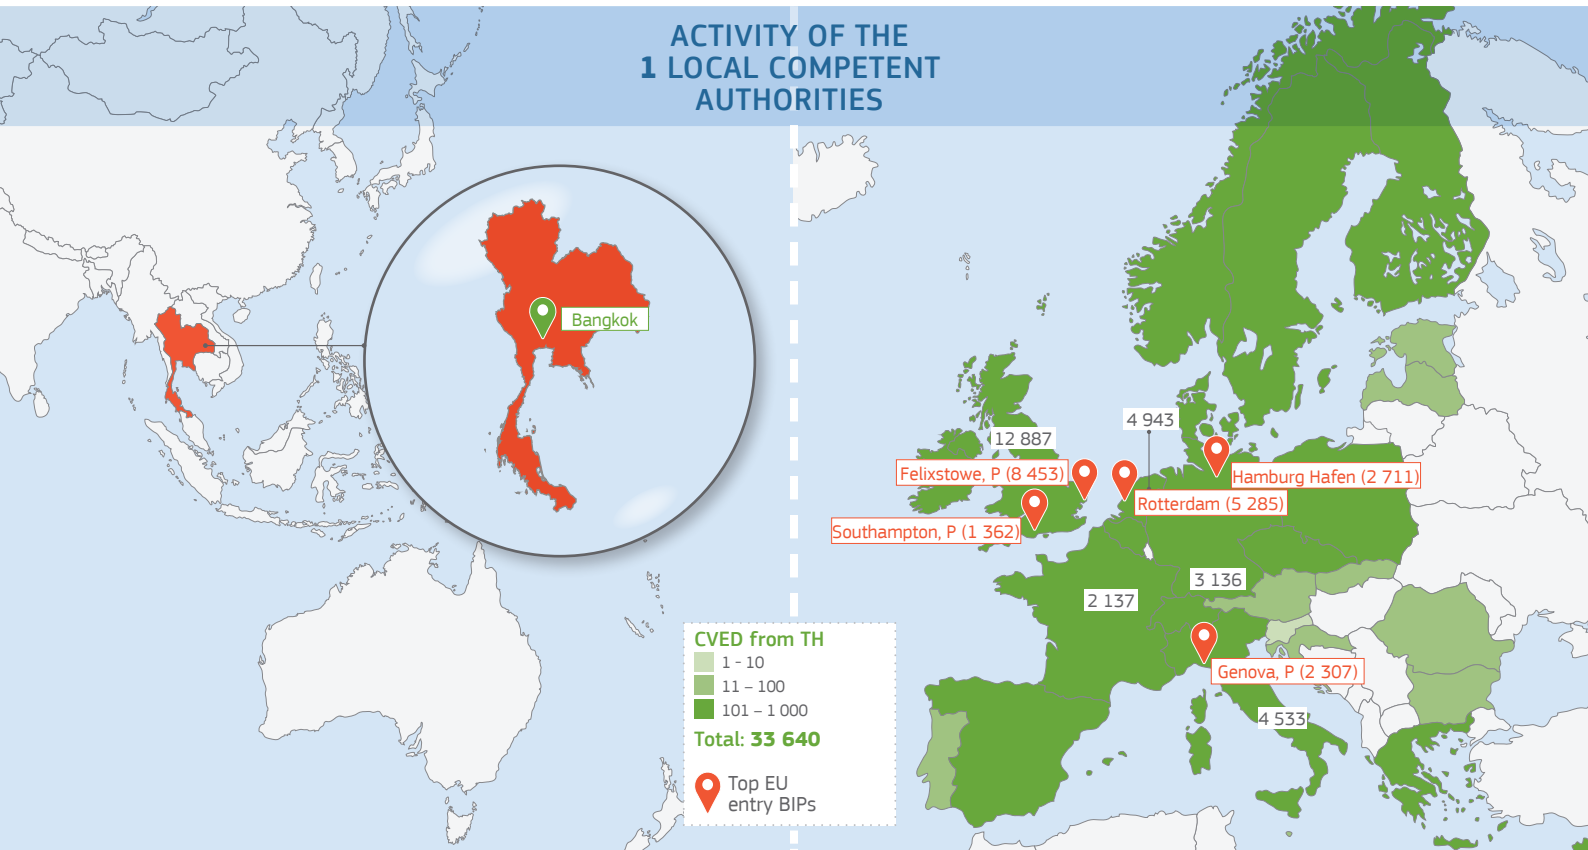 ACTIVITY OF THE
1 LOCAL COMPETENT
AUTHORITIES
Bangkok
4 943
12 887
Felixstowe, P (8 453)
Hamburg Hafen (2 711)
Rotterdam (5 285)
Southampton, P (1 362)
3 136
2 137
Genova, P (2 307)
4 533
CVED from TH
1 - 10
11 – 100
101 – 1 000
Total: 33 640
Top EU
entry BIPs